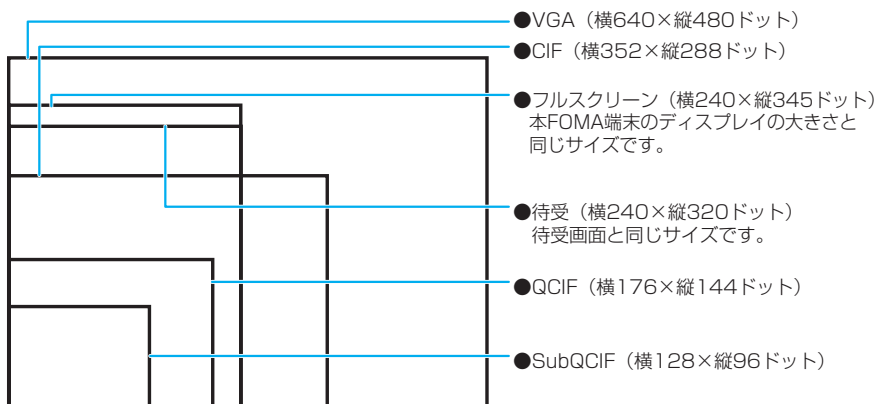 ●VGA（横640×縦480ドット）
●CIF（横352×縦288ドット）
●フルスクリーン（横240×縦345ドット）
本FOMA端末のディスプレイの大きさと
同じサイズです。
●待受（横240×縦320ドット）
待受画面と同じサイズです。
●QCIF（横176×縦144ドット）
●SubQCIF（横128×縦96ドット）